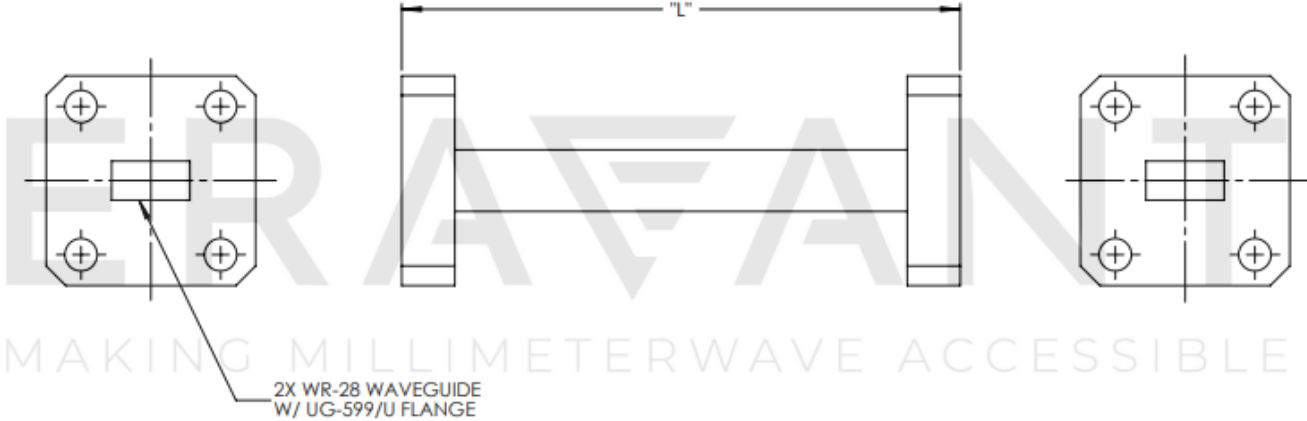 "L"
ERAVANT
MAKING MILLIMETERWAVE ACCESSIBLE
2X WR-28 WAVEGUIDE
W/ UG-599/U FLANGE